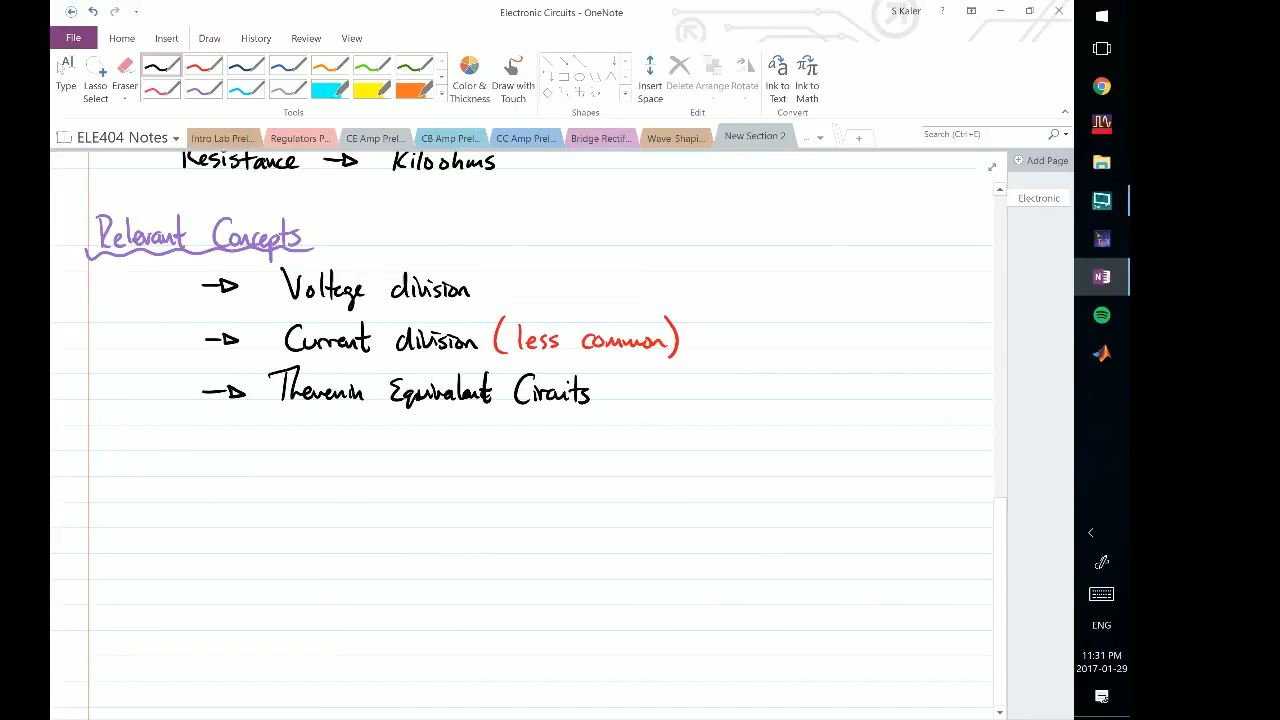 Electronic Circuits - OneNote
S Kaler
?
File Home Insert Draw History Review View
Type
Lasso Select
Eraser
Color & Thickness
Draw with Touch
Insert Space
Delete Arrange Rotate
Ink to Text
Ink to Math
Tools Shapes Edit Convert
ELE404 Notes
Intro Lab Prel...
Regulators P...
CE Amp Prel...
CB Amp Prel...
CC Amp Prel...
Bridge Rectif...
Wave Shapi...
New Section 2
...
Search (Ctrl+E)
Add Page
Electronic
Resistance → Kiloohms
Relevant Concepts
→ Voltage division
→ Current division (less common)
→ Thevenin Equivalent Circuits
ENG
11:31 PM
2017-01-29